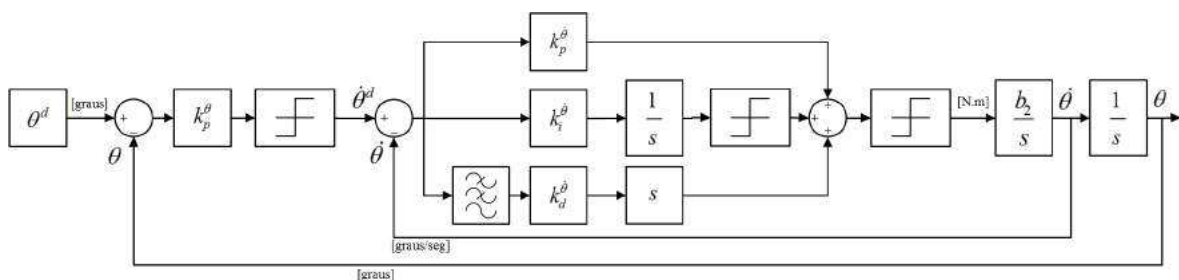 k_p^θ̇
θ^d
[graus]
+
−
θ
k_p^θ
θ̇^d
+
−
θ̇
k_i^θ̇
1/s
+
+
+
[N.m]
b_2/s
θ̇
1/s
θ
k_d^θ̇
s
[graus/seg]
[graus]